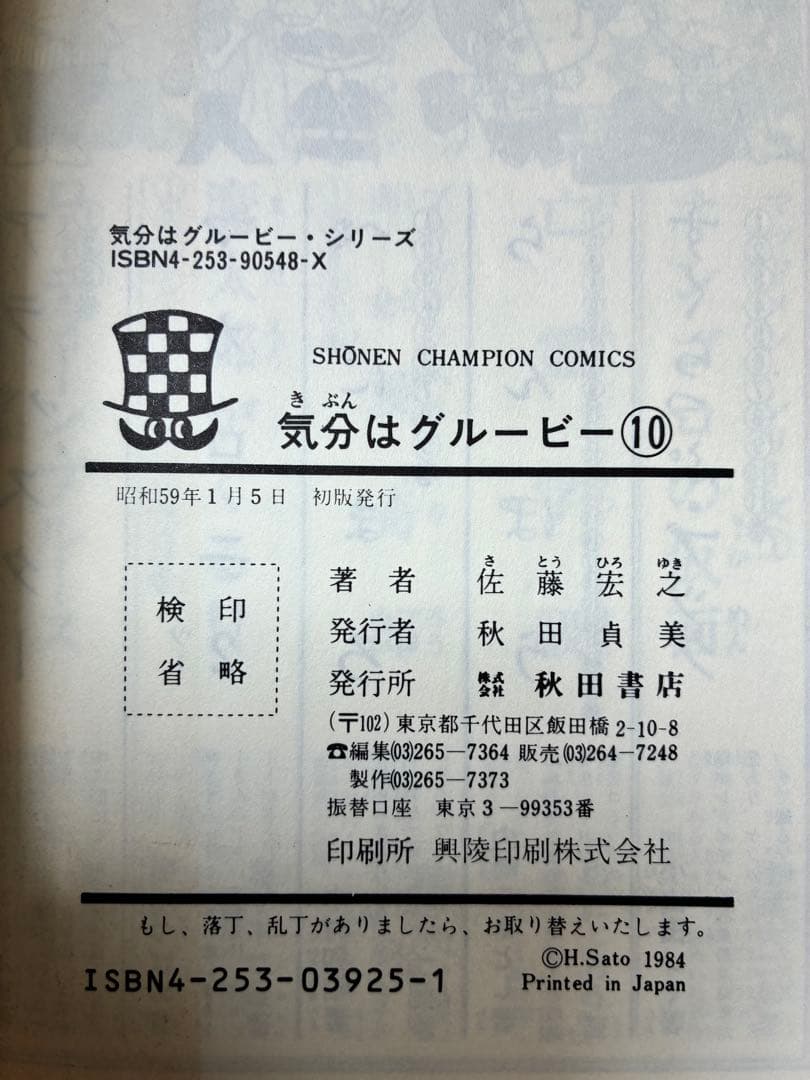 気分はグルービー・シリーズ
ISBN4-253-90548-X
SHŌNEN CHAMPION COMICS
き ぶん
気分はグルービー⑩
昭和59年1月5日 初版発行
検印
省略
さ とう ひろ ゆき
著者 佐藤宏之
発行者 秋田貞美
発行所 株式会社 秋田書店
(〒102)東京都千代田区飯田橋2-10-8
☎編集(03)265―7364 販売(03)264―7248
製作(03)265―7373
振替口座 東京3―99353番
印刷所 興陵印刷株式会社
もし、落丁、乱丁がありましたら、お取り替えいたします。
©H.Sato 1984
ISBN4-253-03925-1
Printed in Japan